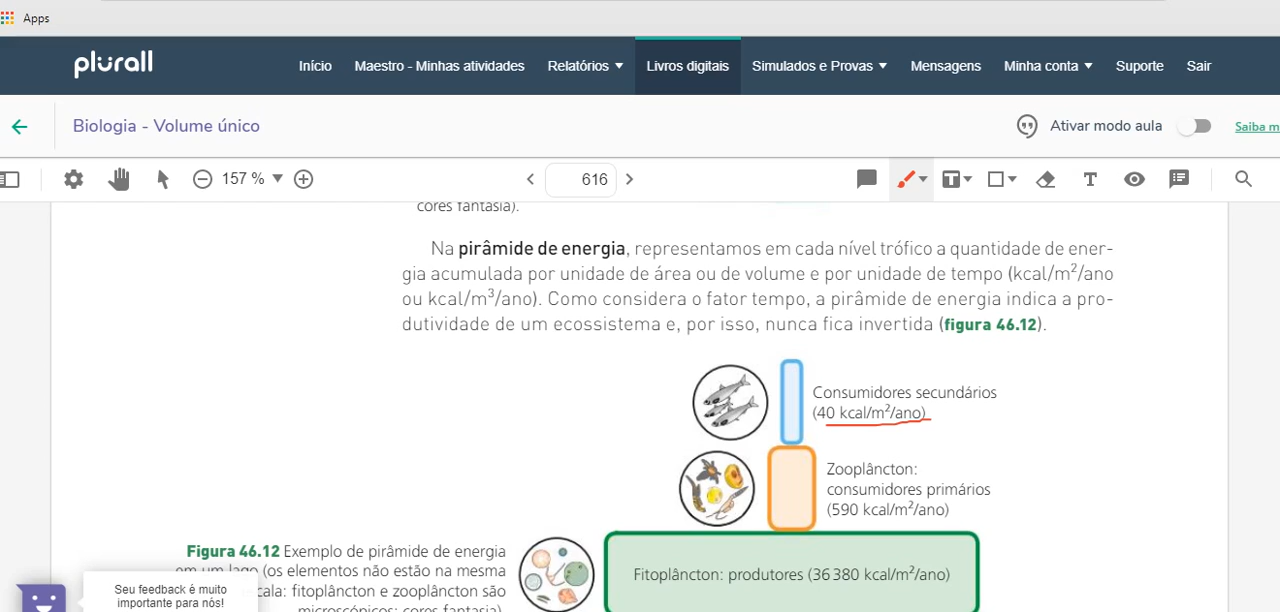 Apps
plurall
Início Maestro - Minhas atividades Relatórios Livros digitais Simulados e Provas Mensagens Minha conta Suporte Sair
Biologia - Volume único Ativar modo aula Saiba m
157 % 616
cores fantasia).
Na pirâmide de energia, representamos em cada nível trófico a quantidade de ener-
gia acumulada por unidade de área ou de volume e por unidade de tempo (kcal/m²/ano
ou kcal/m³/ano). Como considera o fator tempo, a pirâmide de energia indica a pro-
dutividade de um ecossistema e, por isso, nunca fica invertida (figura 46.12).
Consumidores secundários
(40 kcal/m²/ano)
Zooplâncton:
consumidores primários
(590 kcal/m²/ano)
Fitoplâncton: produtores (36 380 kcal/m²/ano)
Figura 46.12 Exemplo de pirâmide de energia
em um lago (os elementos não estão na mesma
cala; fitoplâncton e zooplâncton são
microscópicos; cores fantasia).
Seu feedback é muito
importante para nós!